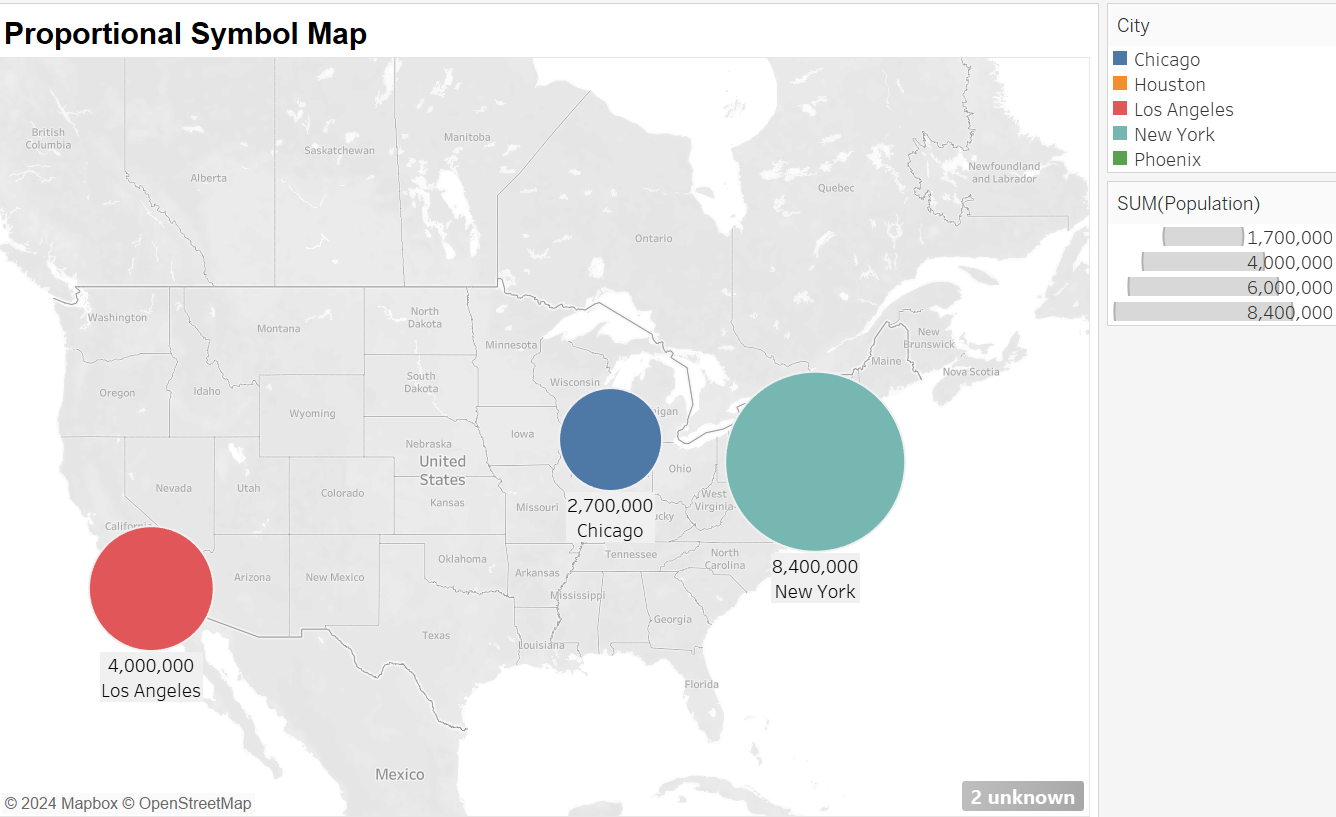 Proportional Symbol Map
British
Columbia
Alberta
Saskatchewan
Manitoba
Ontario
Quebec
Newfoundland
and Labrador
Washington
Montana
North
Dakota
Minnesota
New
Brunswick
Maine
Nova Scotia
Oregon
Idaho
Wyoming
South
Dakota
Wisconsin
igan
Iowa
Nebraska
United
States
Ohio
Nevada
Utah
Colorado
Kansas
Missouri
West
Virginia
ucky
2,700,000
Chicago
California
Arizona
New Mexico
Oklahoma
Arkansas
Tennessee
North
Carolina
8,400,000
New York
Mississippi
Georgia
Texas
Louisiana
Florida
4,000,000
Los Angeles
Mexico
© 2024 Mapbox © OpenStreetMap
2 unknown
City
Chicago
Houston
Los Angeles
New York
Phoenix
SUM(Population)
1,700,000
4,000,000
6,000,000
8,400,000